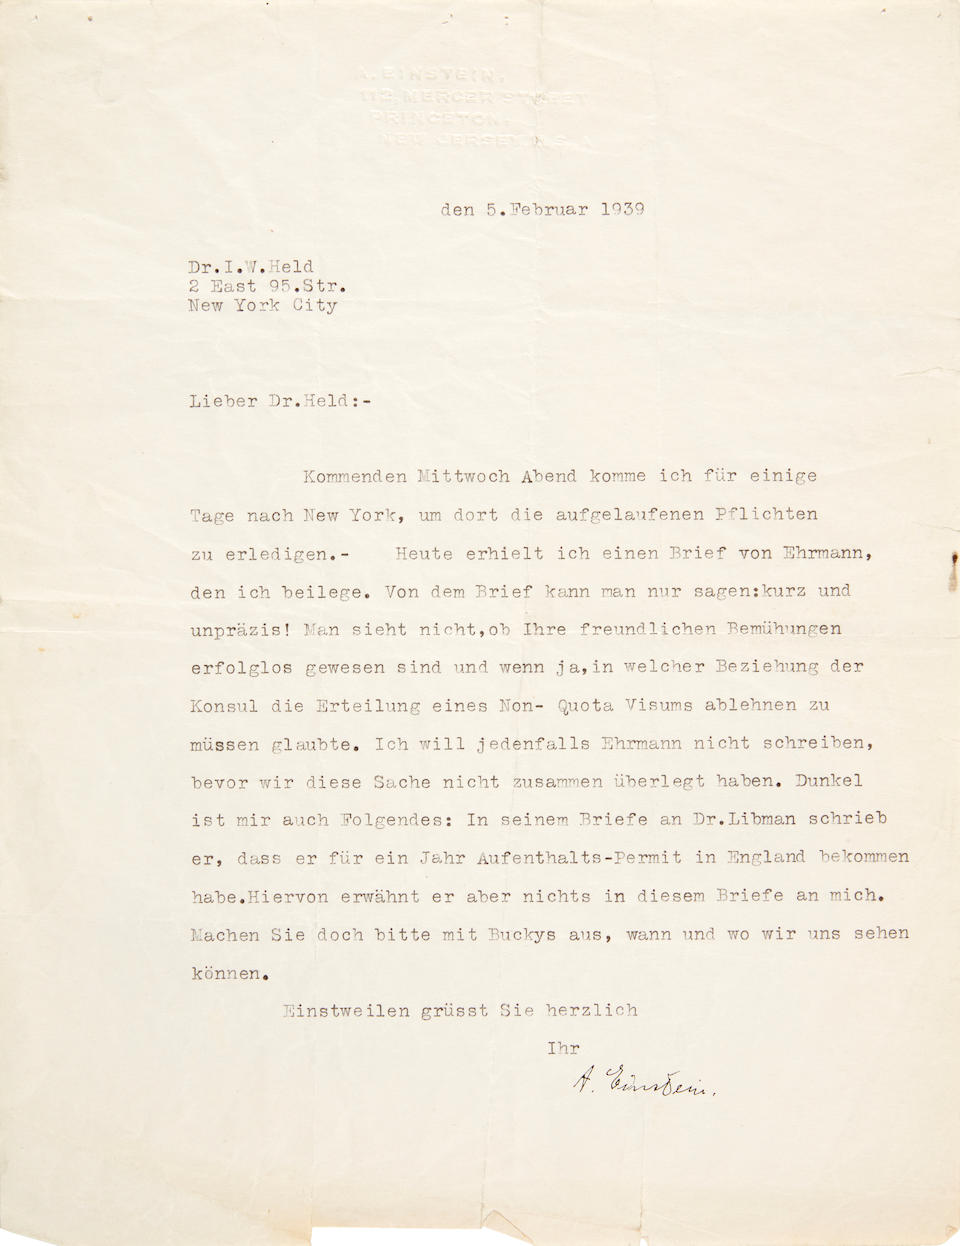 A. EINSTEIN,
112, MERCER STREET
PRINCETON,
NEW JERSEY, U.S.A.
den 5.Februar 1939
Dr.I.W.Held
2 East 95.Str.
New York City
Lieber Dr.Held:-
Kommenden Mittwoch Abend komme ich für einige
Tage nach New York, um dort die aufgelaufenen Pflichten
zu erledigen.- Heute erhielt ich einen Brief von Ehrmann,
den ich beilege. Von dem Brief kann man nur sagen:kurz und
unpräzis! Man sieht nicht,ob Ihre freundlichen Bemühungen
erfolglos gewesen sind und wenn ja,in welcher Beziehung der
Konsul die Erteilung eines Non- Quota Visums ablehnen zu
müssen glaubte. Ich will jedenfalls Ehrmann nicht schreiben,
bevor wir diese Sache nicht zusammen überlegt haben. Dunkel
ist mir auch Folgendes: In seinem Briefe an Dr.Libman schrieb
er, dass er für ein Jahr Aufenthalts-Permit in England bekommen
habe.Hiervon erwähnt er aber nichts in diesem Briefe an mich.
Machen Sie doch bitte mit Buckys aus, wann und wo wir uns sehen
können.
Einstweilen grüsst Sie herzlich
Ihr
A. Einstein.